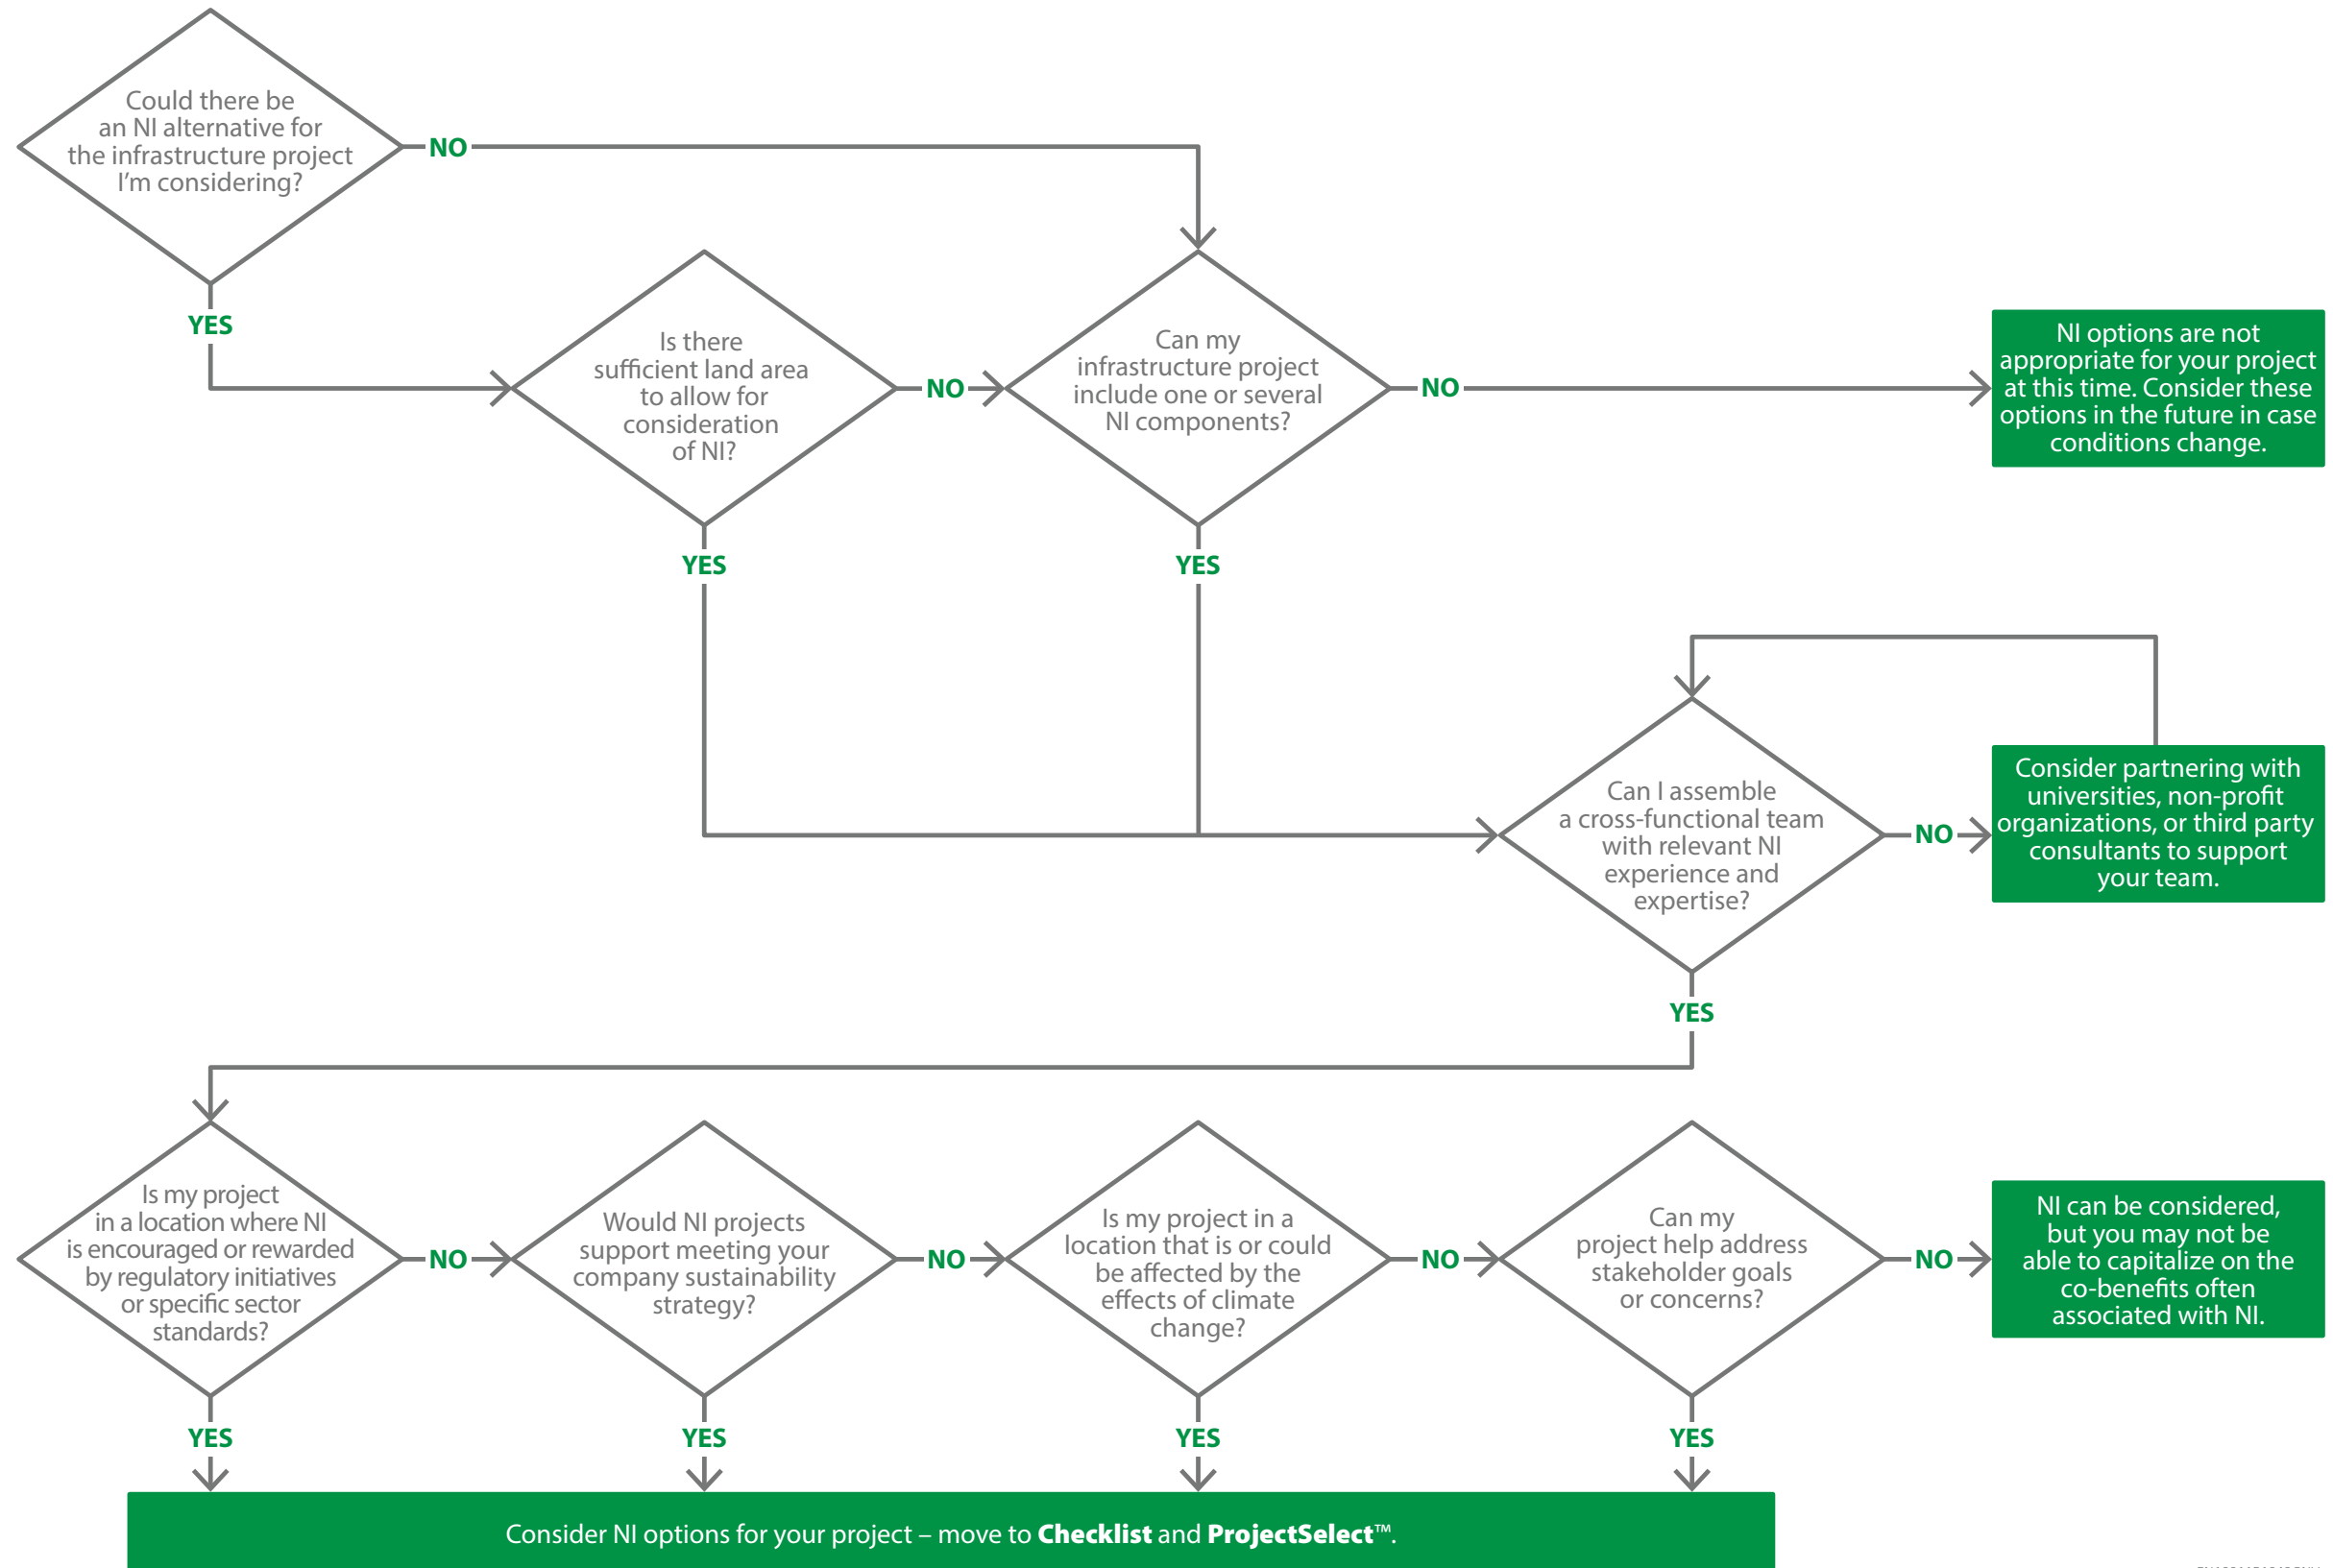 Could there be
an NI alternative for
the infrastructure project
I'm considering?
NO
YES
Is there
sufficient land area
to allow for
consideration
of NI?
NO
YES
Can my
infrastructure project
include one or several
NI components?
NO
YES
NI options are not
appropriate for your project
at this time. Consider these
options in the future in case
conditions change.
Can I assemble
a cross-functional team
with relevant NI
experience and
expertise?
NO
YES
Consider partnering with
universities, non-profit
organizations, or third party
consultants to support
your team.
Is my project
in a location where NI
is encouraged or rewarded
by regulatory initiatives
or specific sector
standards?
NO
YES
Would NI projects
support meeting your
company sustainability
strategy?
NO
YES
Is my project in a
location that is or could
be affected by the
effects of climate
change?
NO
YES
Can my
project help address
stakeholder goals
or concerns?
NO
YES
NI can be considered,
but you may not be
able to capitalize on the
co-benefits often
associated with NI.
Consider NI options for your project – move to Checklist and ProjectSelect™.